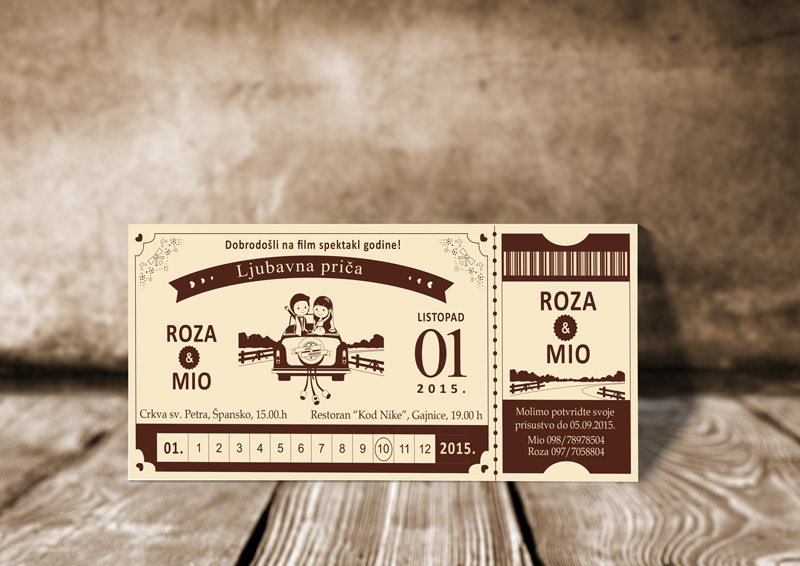 Dobrodošli na film spektakl godine!
Ljubavna priča
ROZA
&
MIO
LISTOPAD
01
2015.
Crkva sv. Petra, Špansko, 15.00.h
Restoran “Kod Nike”, Gajnice, 19.00 h
01. 1 2 3 4 5 6 7 8 9 10 11 12 2015.
ROZA
&
MIO
Molimo potvridte svoje
prisustvo do 05.09.2015.
Mio 098/78978504
Roza 097/7058804